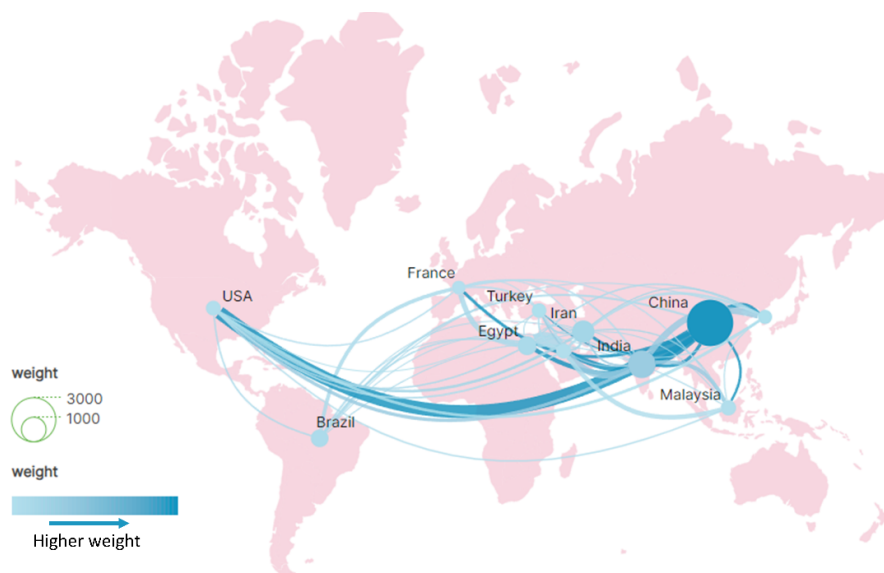 France
USA
Turkey
China
Iran
Egypt
India
weight
3000
1000
Malaysia
Brazil
weight
Higher weight